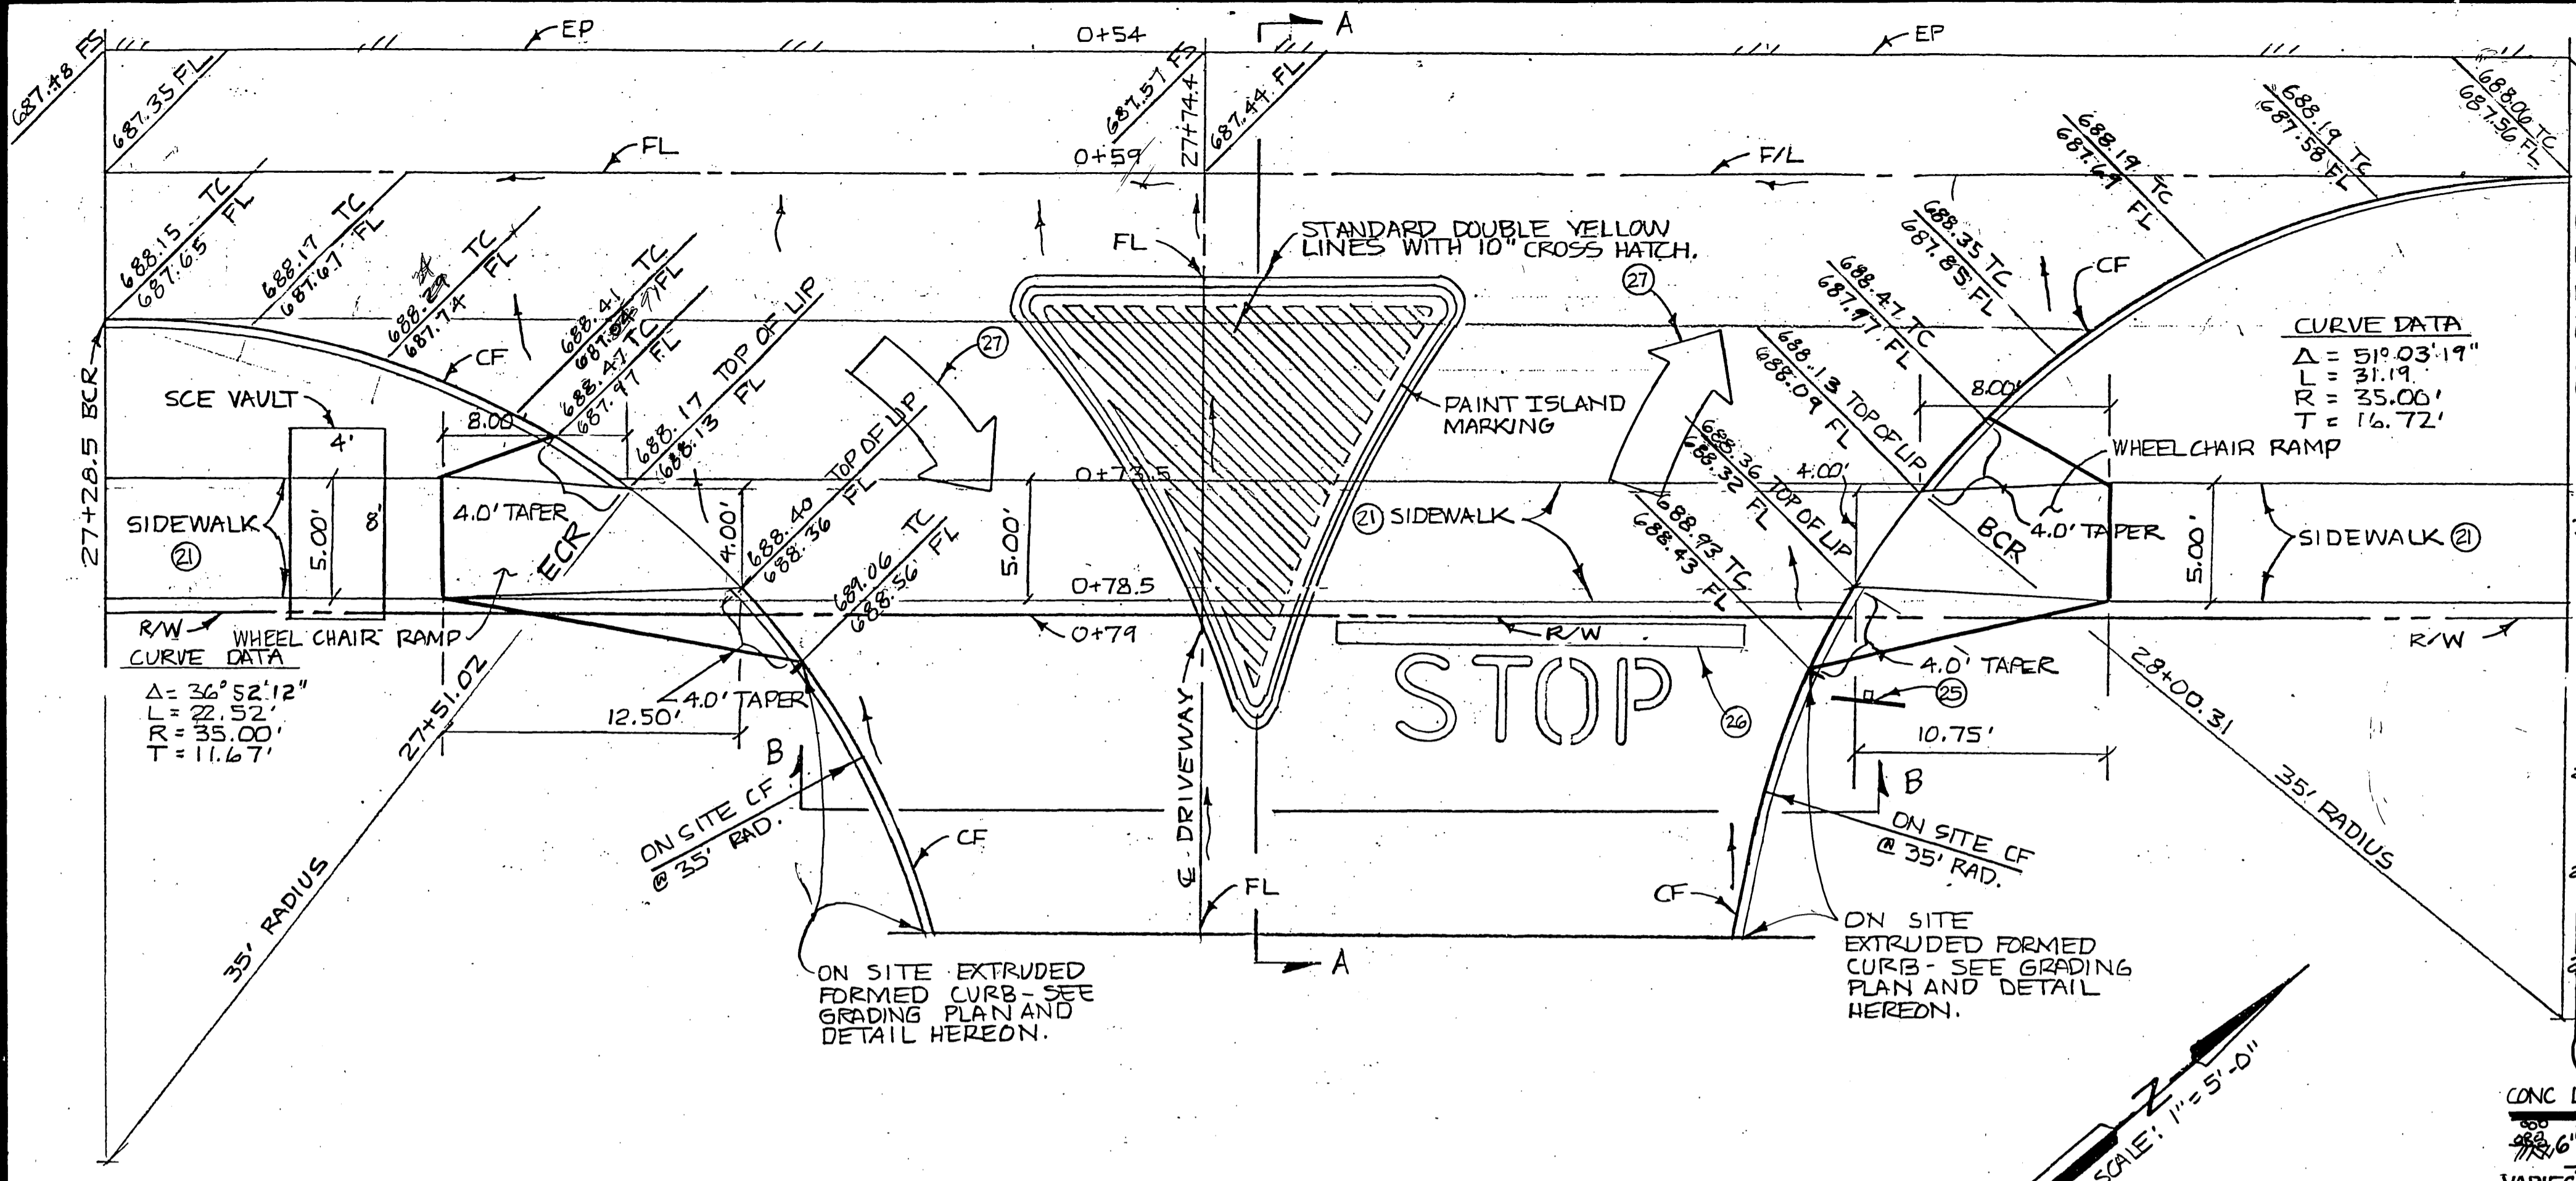 687.48 FS
687.35 FL
EP
0+54
A
EP
687.57 FS
27+74.4
687.44 FL
688.06 TC
687.56 FL
688.19 TC
687.58 FL
688.19 TC
687.69 FL
FL
0+59
F/L
688.15 TC
687.65 FL
688.17 TC
687.67 FL
688.29 TC
687.74 FL
688.41 TC
FL
688.47 TC
687.97 FL
688.17 TOP OF LIP
688.13 FL
688.40 TOP OF LIP
688.36 FL
689.06 TC
688.56 FL
FL
STANDARD DOUBLE YELLOW
LINES WITH 10" CROSS HATCH.
27
27
688.35 TC
687.85 FL
688.47 TC
687.97 FL
688.13 TOP OF LIP
688.09 FL
688.36 TOP OF LIP
688.32 FL
688.93 TC
688.43 FL
CF
CF
CURVE DATA
Δ = 51° 03' 19"
L = 31.19
R = 35.00'
T = 16.72'
27+28.5 BCR
SCE VAULT
4'
8'
8.00
8.00'
PAINT ISLAND
MARKING
WHEEL CHAIR RAMP
SIDEWALK
21
5.00'
4.0' TAPER
ECR
4.00'
5.00'
0+73.5
21 SIDEWALK
4.00'
4.0' TAPER
BCR
5.00'
SIDEWALK 21
0+78.5
R/W
WHEEL CHAIR RAMP
0+79
R/W
R/W
CURVE DATA
Δ = 36° 52' 12"
L = 22.52'
R = 35.00'
T = 11.67'
27+51.02
35' RADIUS
4.0' TAPER
12.50'
STOP
26
4.0' TAPER
25
10.75'
28+00.31
35' RADIUS
B
B
ON SITE CF
@ 35' RAD.
CF
℄ DRIVEWAY
FL
CF
ON SITE CF
@ 35' RAD.
A
ON SITE EXTRUDED
FORMED CURB - SEE
GRADING PLAN AND
DETAIL HEREON.
ON SITE
EXTRUDED FORMED
CURB - SEE GRADING
PLAN AND DETAIL
HEREON.
N
SCALE: 1" = 5'-0"
CONC
6"